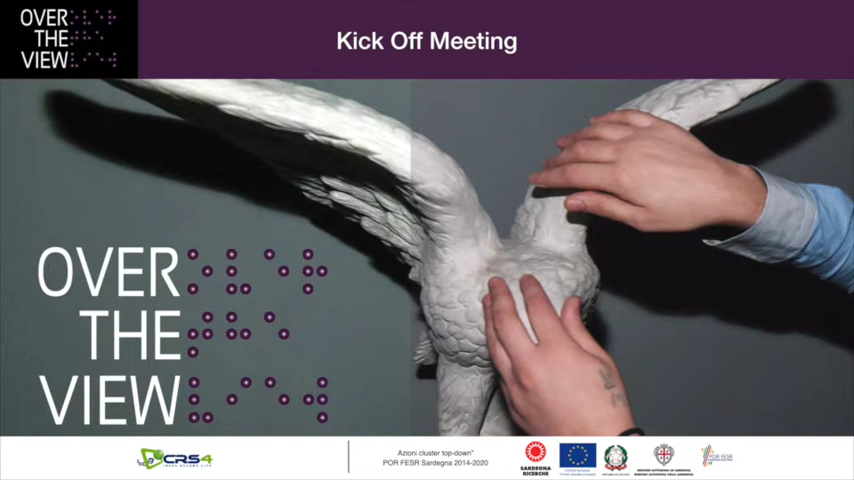 OVER
THE
VIEW
Kick Off Meeting
OVER
THE
VIEW
CRS4
Azioni cluster top-down"
POR FESR Sardegna 2014-2020
SARDEGNA
RICERCHE
POR FESR